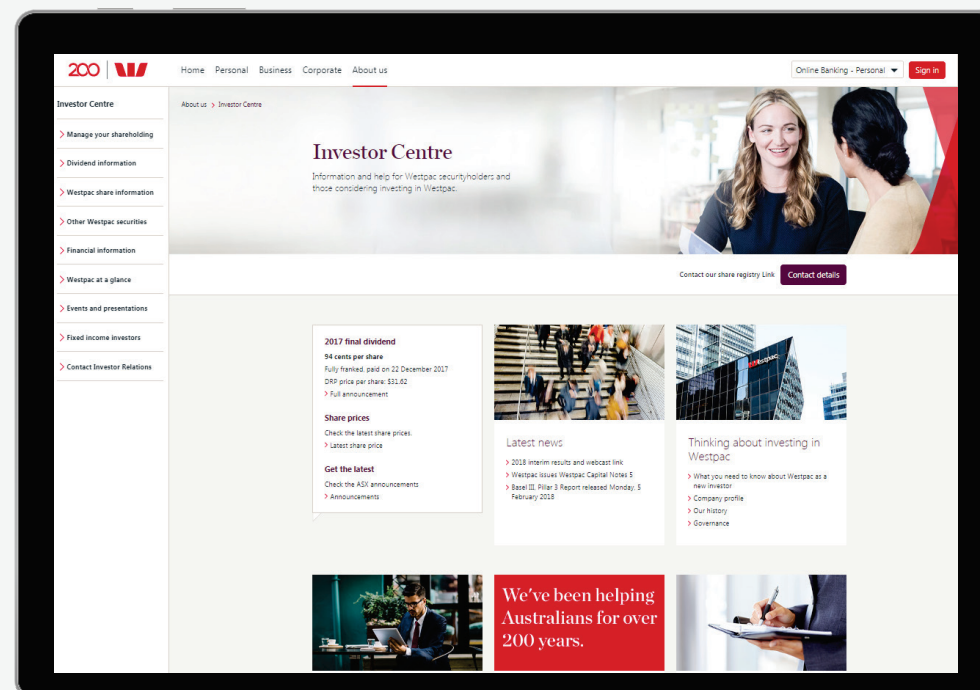 200
Home Personal Business Corporate About us
Online Banking - Personal
Sign in
Investor Centre
Manage your shareholding
Dividend information
Westpac share information
Other Westpac securities
Financial information
Westpac at a glance
Events and presentations
Fixed income investors
Contact Investor Relations
About us > Investor Centre
Investor Centre
Information and help for Westpac securityholders and
those considering investing in Westpac.
Contact our share registry Link
Contact details
2017 final dividend
94 cents per share
Fully franked, paid on 22 December 2017
DRP price per share: $31.62
> Full announcement
Share prices
Check the latest share prices.
> Latest share price
Get the latest
Check the ASX announcements
> Announcements
Latest news
> 2018 interim results and webcast link
> Westpac issues Westpac Capital Notes 5
> Basel III, Pillar 3 Report released Monday, 5
February 2018
Westpac
Thinking about investing in
Westpac
> What you need to know about Westpac as a
new investor
> Company profile
> Our history
> Governance
We've been helping
Australians for over
200 years.